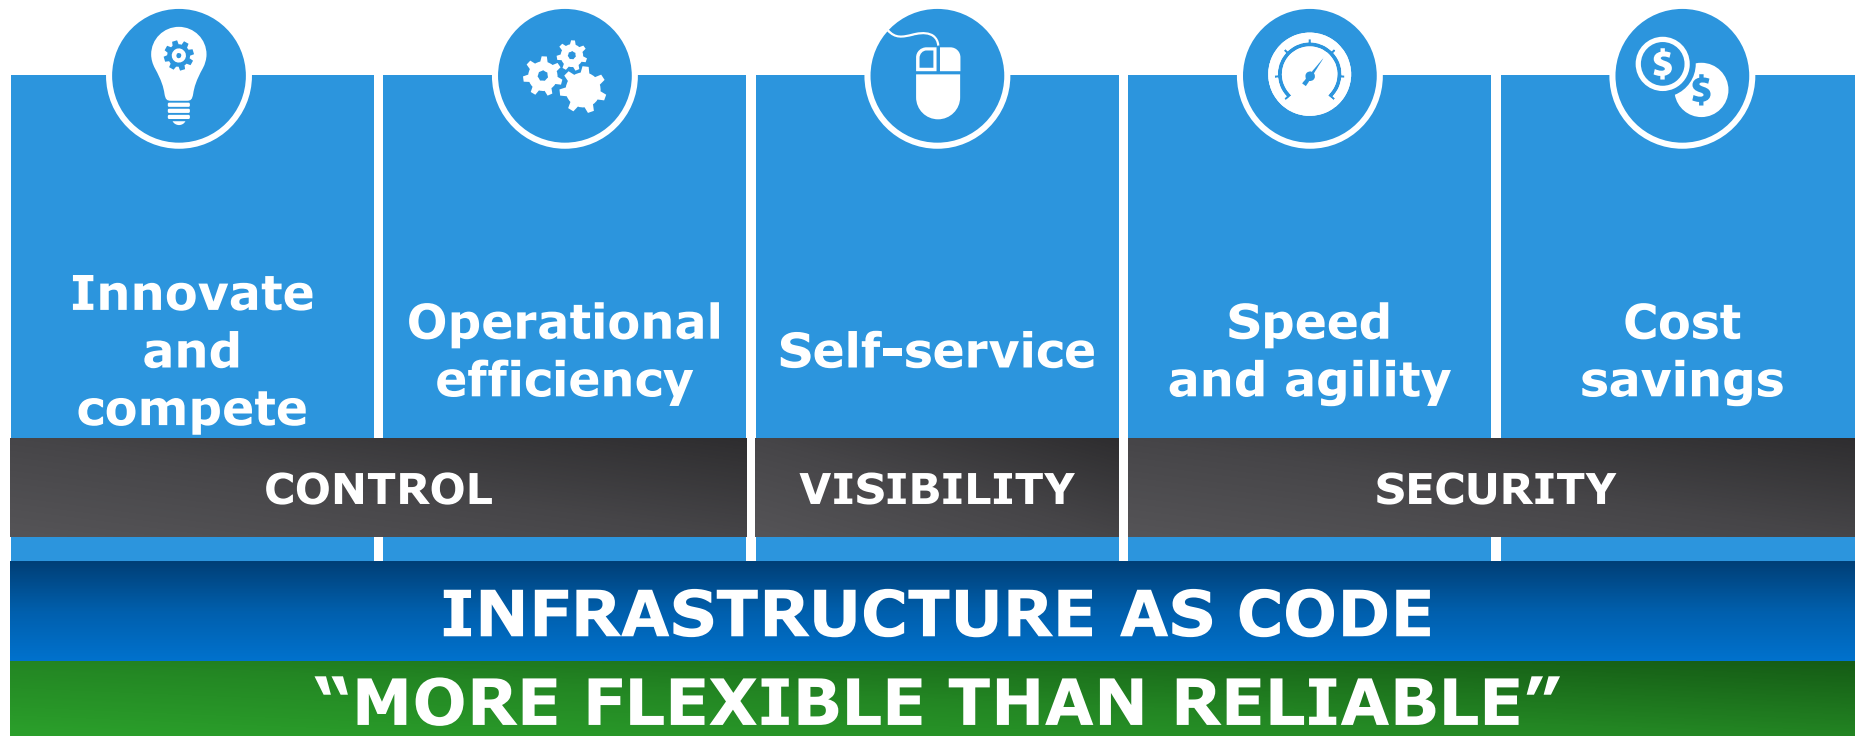 Innovate
and
compete
Operational
efficiency
Self-service
Speed
and agility
Cost
savings
CONTROL
VISIBILITY
SECURITY
INFRASTRUCTURE AS CODE
“MORE FLEXIBLE THAN RELIABLE”